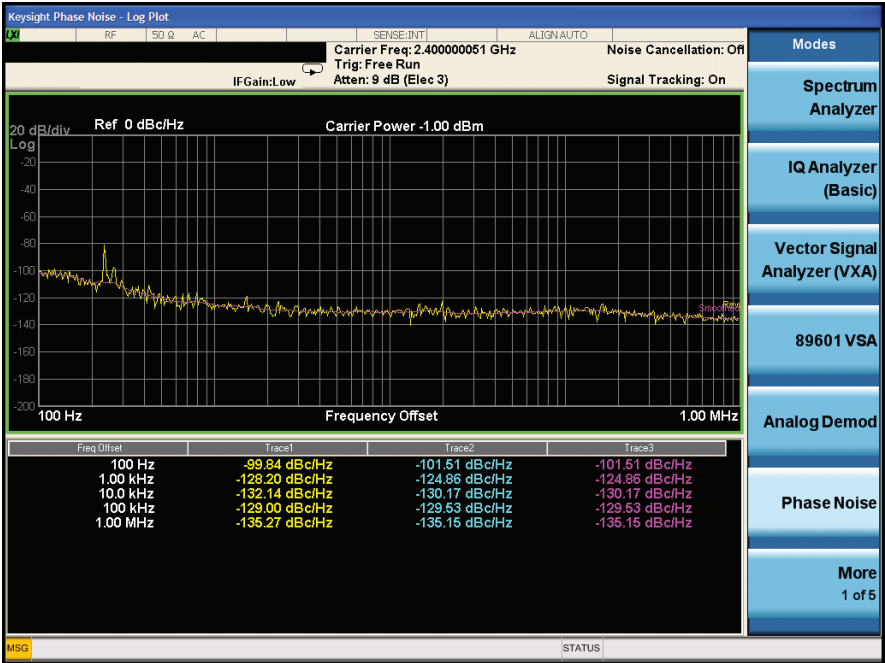 Keysight Phase Noise - Log Plot
LXI RF 50 Ω AC SENSE:INT ALIGN AUTO
Carrier Freq: 2.400000051 GHz Noise Cancellation: Off
Trig: Free Run
IFGain:Low Atten: 9 dB (Elec 3) Signal Tracking: On
20 dB/div Ref 0 dBc/Hz Carrier Power -1.00 dBm
Log
-20
-40
-60
-80
-100
-120
-140
-160
-180
-200
Raw
Smoothed
100 Hz Frequency Offset 1.00 MHz
Freq Offset Trace1 Trace2 Trace3
100 Hz -99.84 dBc/Hz -101.51 dBc/Hz -101.51 dBc/Hz
1.00 kHz -128.20 dBc/Hz -124.86 dBc/Hz -124.86 dBc/Hz
10.0 kHz -132.14 dBc/Hz -130.17 dBc/Hz -130.17 dBc/Hz
100 kHz -129.00 dBc/Hz -129.53 dBc/Hz -129.53 dBc/Hz
1.00 MHz -135.27 dBc/Hz -135.15 dBc/Hz -135.15 dBc/Hz
Modes
Spectrum
Analyzer
IQ Analyzer
(Basic)
Vector Signal
Analyzer (VXA)
89601 VSA
Analog Demod
Phase Noise
More
1 of 5
MSG STATUS